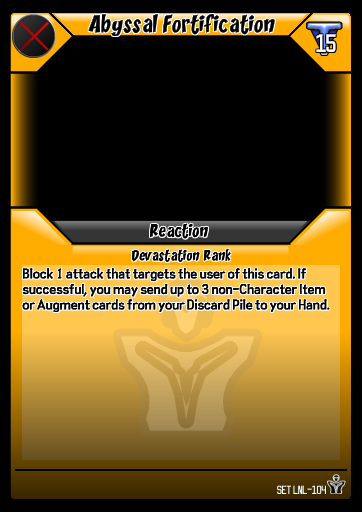 Abyssal Fortification
15
Reaction
Devastation Rank
Block 1 attack that targets the user of this card. If
successful, you may send up to 3 non-Character Item
or Augment cards from your Discard Pile to your Hand.
SET LNL-104